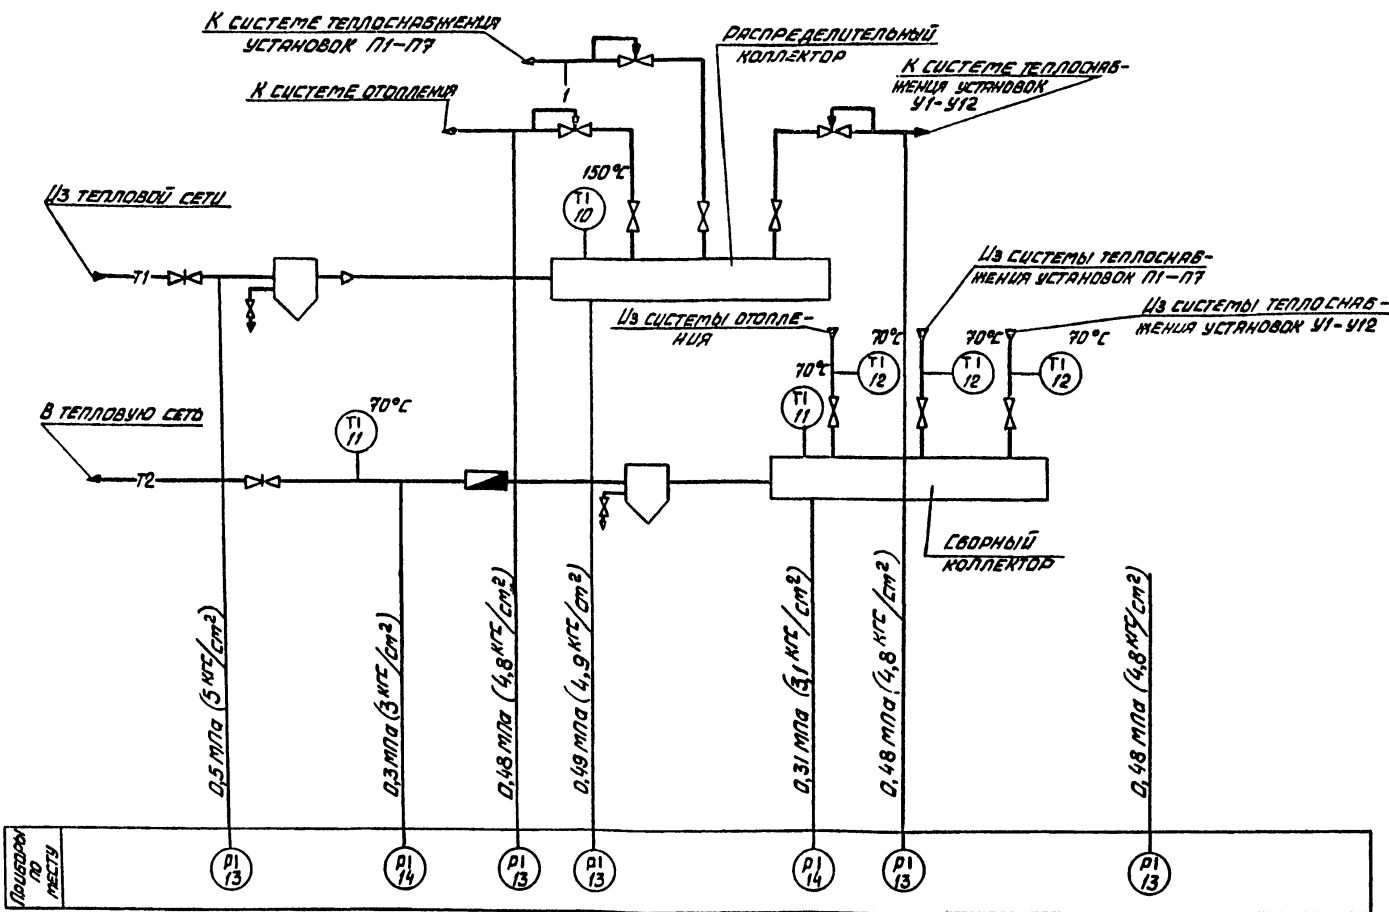 К СИСТЕМЕ ТЕПЛОСНАБЖЕНИЯ
УСТАНОВОК П1-П7
РАСПРЕДЕЛИТЕЛЬНЫЙ
КОЛЛЕКТОР
К СИСТЕМЕ ТЕПЛОСНАБ-
ЖЕНИЯ УСТАНОВОК
У1-У12
К СИСТЕМЕ ОТОПЛЕНИЯ
1
150°С
TI
10
ИЗ ТЕПЛОВОЙ СЕТИ
Т1
ИЗ СИСТЕМЫ ТЕПЛОСНАБ-
ЖЕНИЯ УСТАНОВОК П1-П7
ИЗ СИСТЕМЫ ТЕПЛОСНАБ-
ЖЕНИЯ УСТАНОВОК У1-У12
ИЗ СИСТЕМЫ ОТОПЛЕ-
НИЯ
70°С
70°С
70°С
70°С
TI
12
TI
12
TI
12
TI
11
В ТЕПЛОВУЮ СЕТЬ
70°С
TI
11
Т2
СБОРНЫЙ
КОЛЛЕКТОР
0,5 МПа (5 КГС/см²)
0,3 МПа (3 КГС/см²)
0,48 МПа (4,8 КГС/см²)
0,49 МПа (4,9 КГС/см²)
0,31 МПа (3,1 КГС/см²)
0,48 МПа (4,8 КГС/см²)
0,48 МПа (4,8 КГС/см²)
ПРИБОРЫ
ПО
МЕСТУ
PI
13
PI
14
PI
13
PI
13
PI
14
PI
13
PI
13